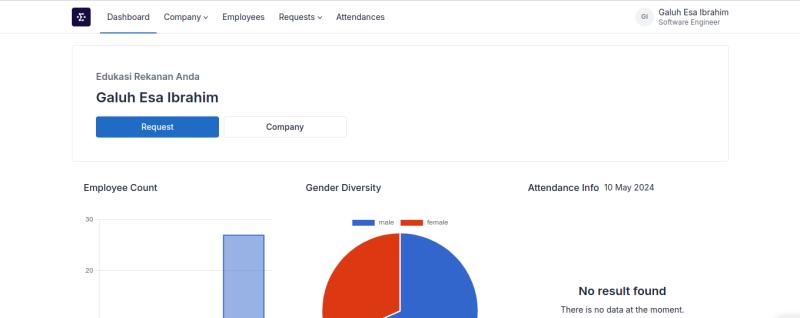 Dashboard Company Employees Requests Attendances
GI Galuh Esa Ibrahim
Software Engineer
Edukasi Rekanan Anda
Galuh Esa Ibrahim
Request Company
Employee Count
30
20
Gender Diversity
male female
Attendance Info 10 May 2024
No result found
There is no data at the moment.